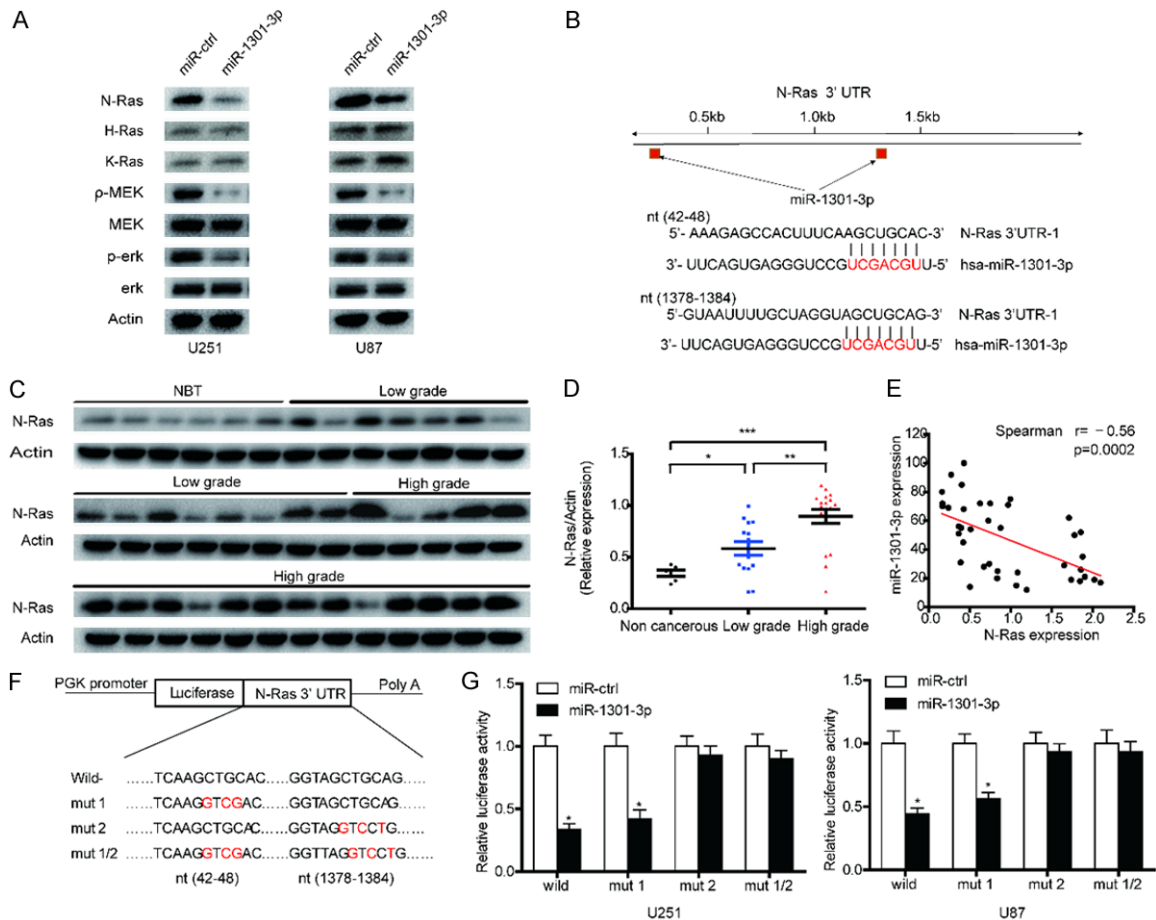 A
miR-ctrl miR-1301-3p miR-ctrl miR-1301-3p
N-Ras
H-Ras
K-Ras
ρ-MEK
MEK
p-erk
erk
Actin
U251 U87
B
N-Ras 3' UTR
0.5kb 1.0kb 1.5kb
miR-1301-3p
nt (42-48)
5'- AAAGAGCCACUUUCAAGCUGCAC-3' N-Ras 3'UTR-1
3'- UUCAGUGAGGGUCCGUCGACGUU-5' hsa-miR-1301-3p
nt (1378-1384)
5'-GUAAUUUUGCUAGGUAGCUGCAG-3' N-Ras 3'UTR-1
3'- UUCAGUGAGGGUCCGUCGACGUU-5' hsa-miR-1301-3p
C
NBT Low grade
N-Ras
Actin
Low grade High grade
N-Ras
Actin
High grade
N-Ras
Actin
D
N-Ras/Actin
(Relative expression)
1.5
1.0
0.5
0.0
***
* **
Non cancerous Low grade High grade
E
Spearman r= －0.56
p=0.0002
miR-1301-3p expression
120
100
80
60
40
20
0
0.0 0.5 1.0 1.5 2.0 2.5
N-Ras expression
F
PGK promoter Luciferase N-Ras 3' UTR Poly A
Wild- ......TCAAGCTGCAC.....GGTAGCTGCAG......
mut 1 ......TCAAGGTCGAC.....GGTAGCTGCAG......
mut 2 ......TCAAGCTGCAC.....GGTAGGTCCTG......
mut 1/2 ......TCAAGGTCGAC.....GGTTAGGTCCTG......
nt (42-48) nt (1378-1384)
G
Relative luciferase activity
1.5
1.0
0.5
0.0
miR-ctrl
miR-1301-3p
* *
wild mut 1 mut 2 mut 1/2
U251
Relative luciferase activity
1.5
1.0
0.5
0.0
miR-ctrl
miR-1301-3p
* *
wild mut 1 mut 2 mut 1/2
U87